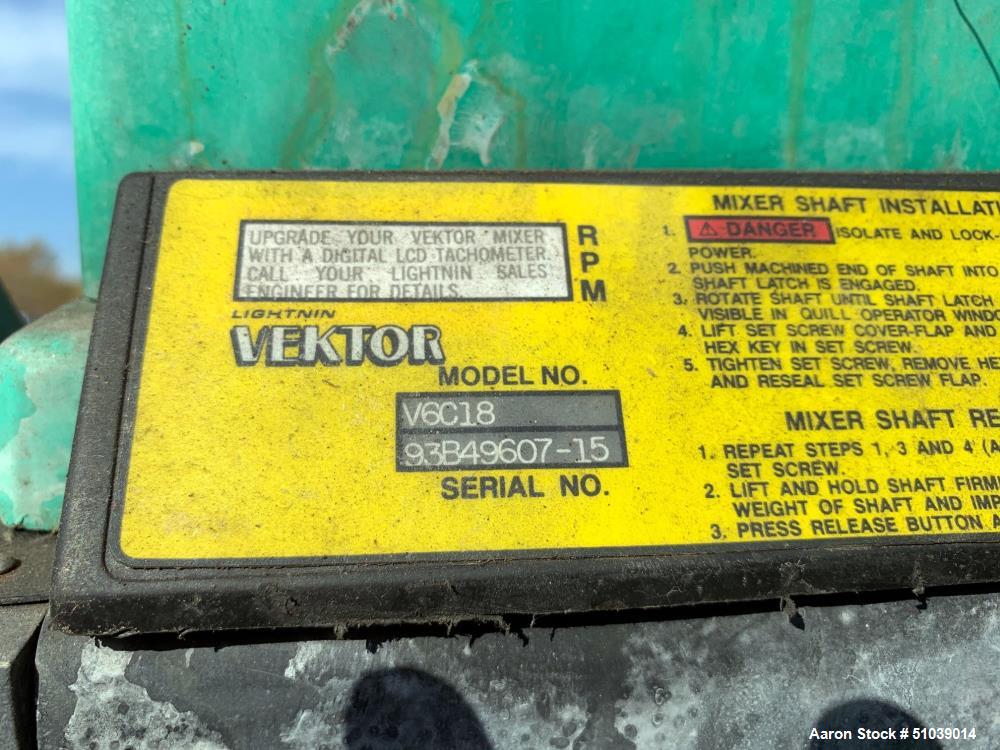 UPGRADE YOUR VEKTOR MIXER
WITH A DIGITAL LCD TACHOMETER.
CALL YOUR LIGHTNIN SALES
ENGINEER FOR DETAILS.
RPM
LIGHTNIN
VEKTOR
MODEL NO.
V6C18
93B49607-15
SERIAL NO.
MIXER SHAFT INSTALLATI
1. ⚠ DANGER ISOLATE AND LOCK-
POWER.
2. PUSH MACHINED END OF SHAFT INTO
SHAFT LATCH IS ENGAGED.
3. ROTATE SHAFT UNTIL SHAFT LATCH
VISIBLE IN QUILL OPERATOR WINDO
4. LIFT SET SCREW COVER-FLAP AND
HEX KEY IN SET SCREW.
5. TIGHTEN SET SCREW, REMOVE HE
AND RESEAL SET SCREW FLAP.
MIXER SHAFT RE
1. REPEAT STEPS 1, 3 AND 4 (A
SET SCREW.
2. LIFT AND HOLD SHAFT FIRM
WEIGHT OF SHAFT AND IMP
3. PRESS RELEASE BUTTON A
Aaron Stock # 51039014